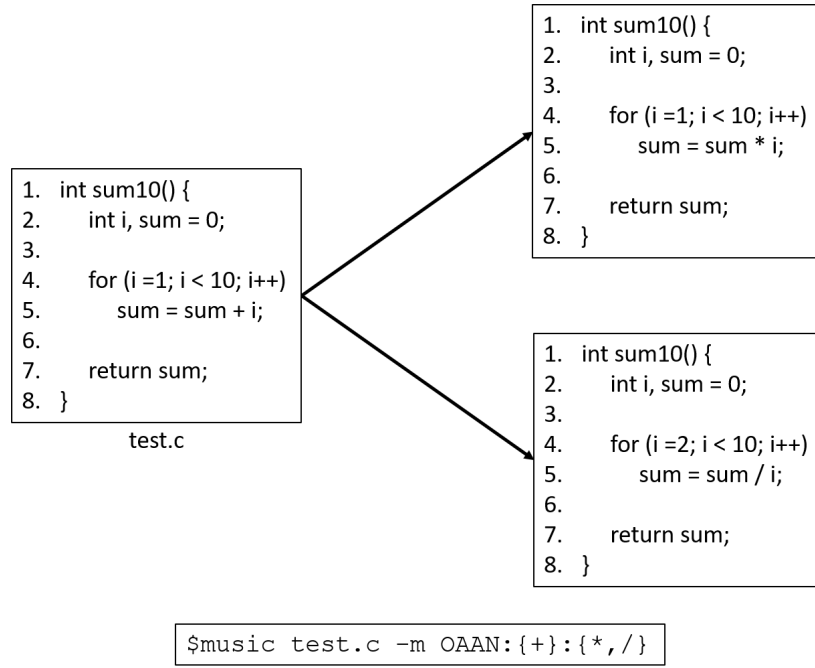 1. int sum10() {
2. int i, sum = 0;
3.
4. for (i =1; i < 10; i++)
5. sum = sum + i;
6.
7. return sum;
8. }
test.c
1. int sum10() {
2. int i, sum = 0;
3.
4. for (i =1; i < 10; i++)
5. sum = sum * i;
6.
7. return sum;
8. }
1. int sum10() {
2. int i, sum = 0;
3.
4. for (i =2; i < 10; i++)
5. sum = sum / i;
6.
7. return sum;
8. }
$music test.c -m OAAN:{+}:{*,/}